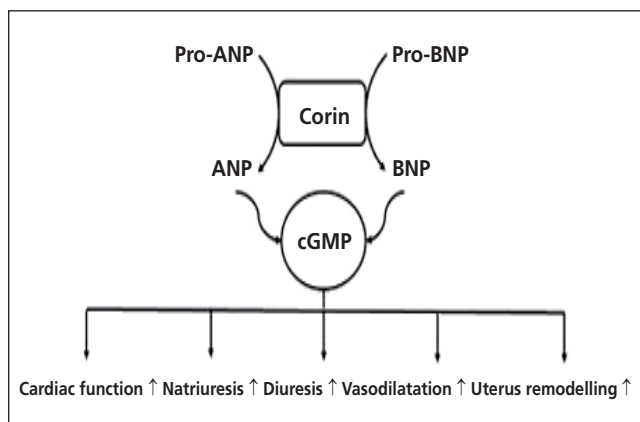 Pro-ANP Pro-BNP
Corin
ANP BNP
cGMP
Cardiac function ↑ Natriuresis ↑ Diuresis ↑ Vasodilatation ↑ Uterus remodelling ↑